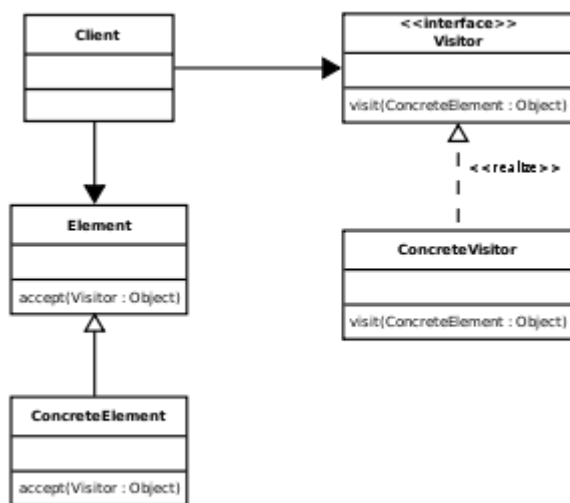 Client
<<interface>>
Visitor
visit(ConcreteElement : Object)
<<realize>>
Element
accept(Visitor : Object)
ConcreteVisitor
visit(ConcreteElement : Object)
ConcreteElement
accept(Visitor : Object)